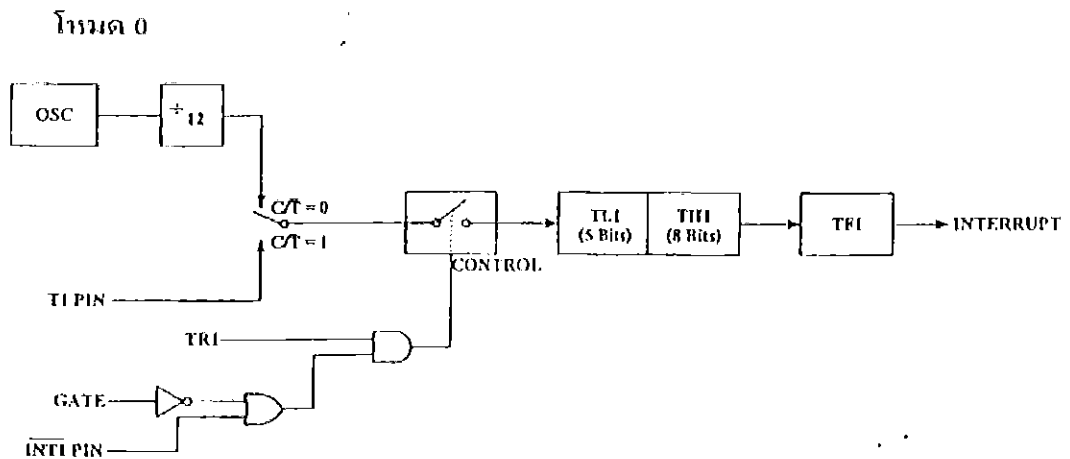 โหมด 0
OSC
÷12
C/T̅ = 0
C/T̅ = 1
TL1
(5 Bits)
TH1
(8 Bits)
TF1
INTERRUPT
CONTROL
T1 PIN
TR1
GATE
I̅N̅T̅1̅ PIN